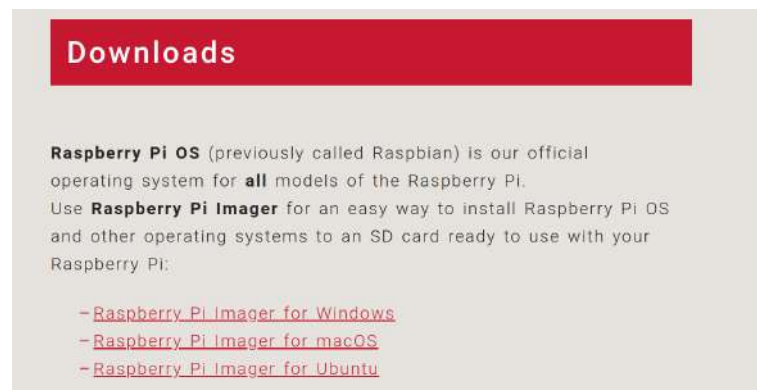 Downloads
Raspberry Pi OS (previously called Raspbian) is our official
operating system for all models of the Raspberry Pi.
Use Raspberry Pi Imager for an easy way to install Raspberry Pi OS
and other operating systems to an SD card ready to use with your
Raspberry Pi:
– Raspberry Pi Imager for Windows
– Raspberry Pi Imager for macOS
– Raspberry Pi Imager for Ubuntu